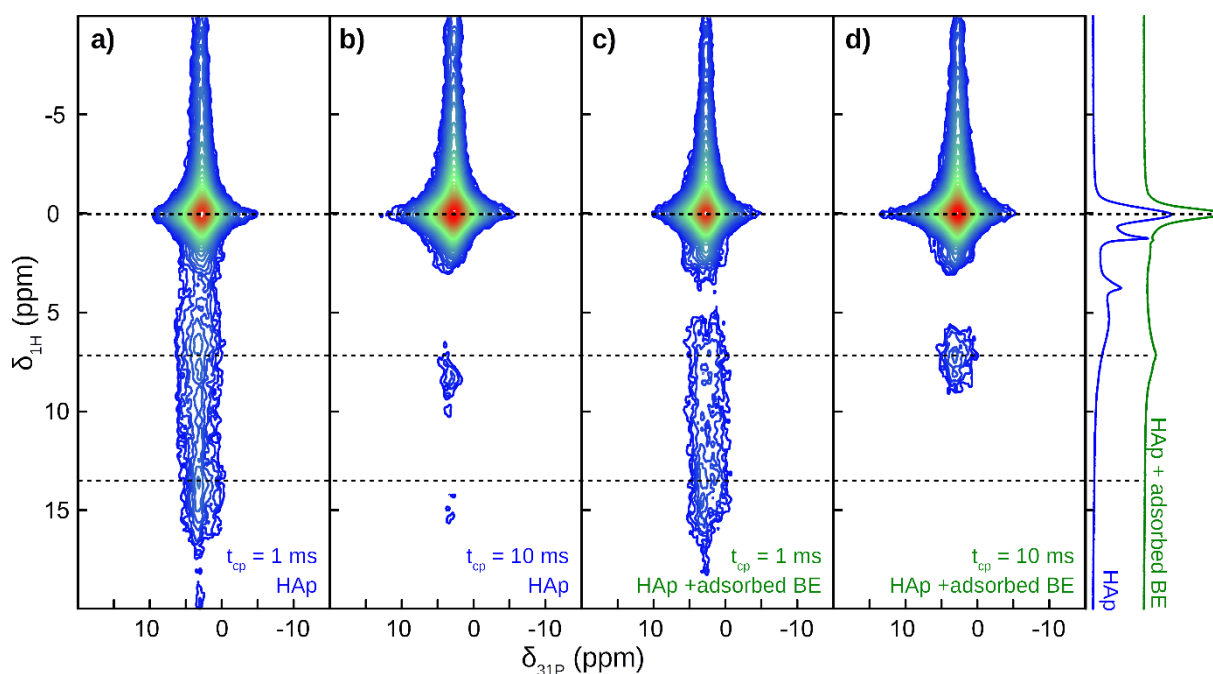 a)
b)
c)
d)
-5
0
5
10
15
δ1H (ppm)
tcp = 1 ms
HAp
tcp = 10 ms
HAp
tcp = 1 ms
HAp +adsorbed BE
tcp = 10 ms
HAp +adsorbed BE
HAp
HAp + adsorbed BE
10 0 -10 10 0 -10 10 0 -10 10 0 -10
δ31P (ppm)